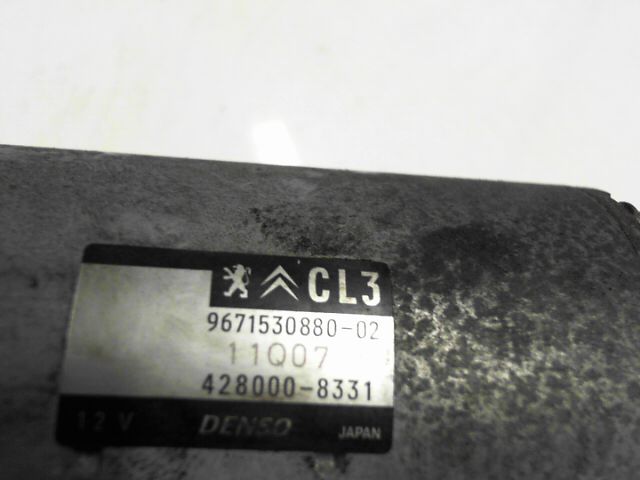 CL3
9671530880-02
11Q07
428000-8331
12V DENSO JAPAN